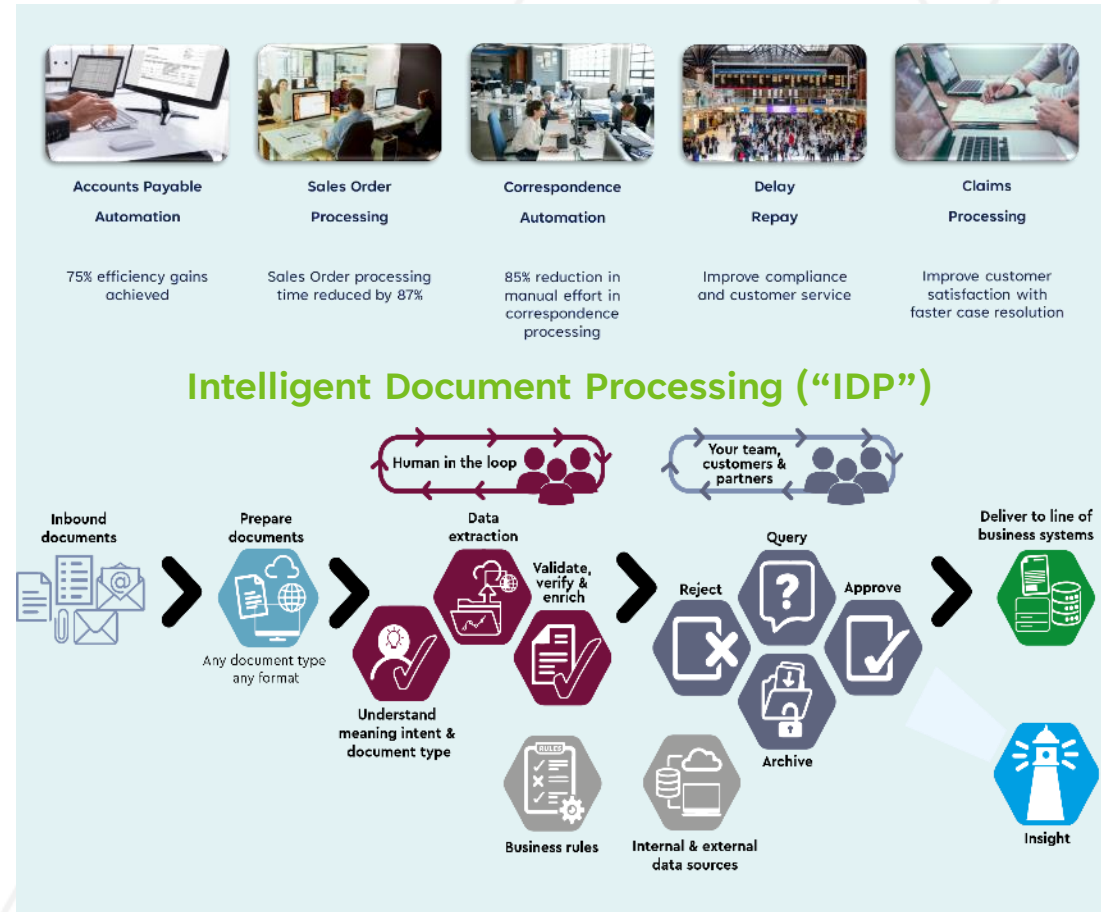 Accounts Payable
Automation
75% efficiency gains
achieved
Sales Order
Processing
Sales Order processing
time reduced by 87%
Correspondence
Automation
85% reduction in
manual effort in
correspondence
processing
Delay
Repay
Improve compliance
and customer service
Claims
Processing
Improve customer
satisfaction with
faster case resolution
Intelligent Document Processing (“IDP”)
Human in the loop
Your team,
customers &
partners
Inbound
documents
Prepare
documents
Any document type
any format
Data
extraction
Validate,
verify &
enrich
Understand
meaning intent &
document type
Query
Reject
Approve
Archive
Deliver to line of
business systems
RULES
Business rules
Internal & external
data sources
Insight